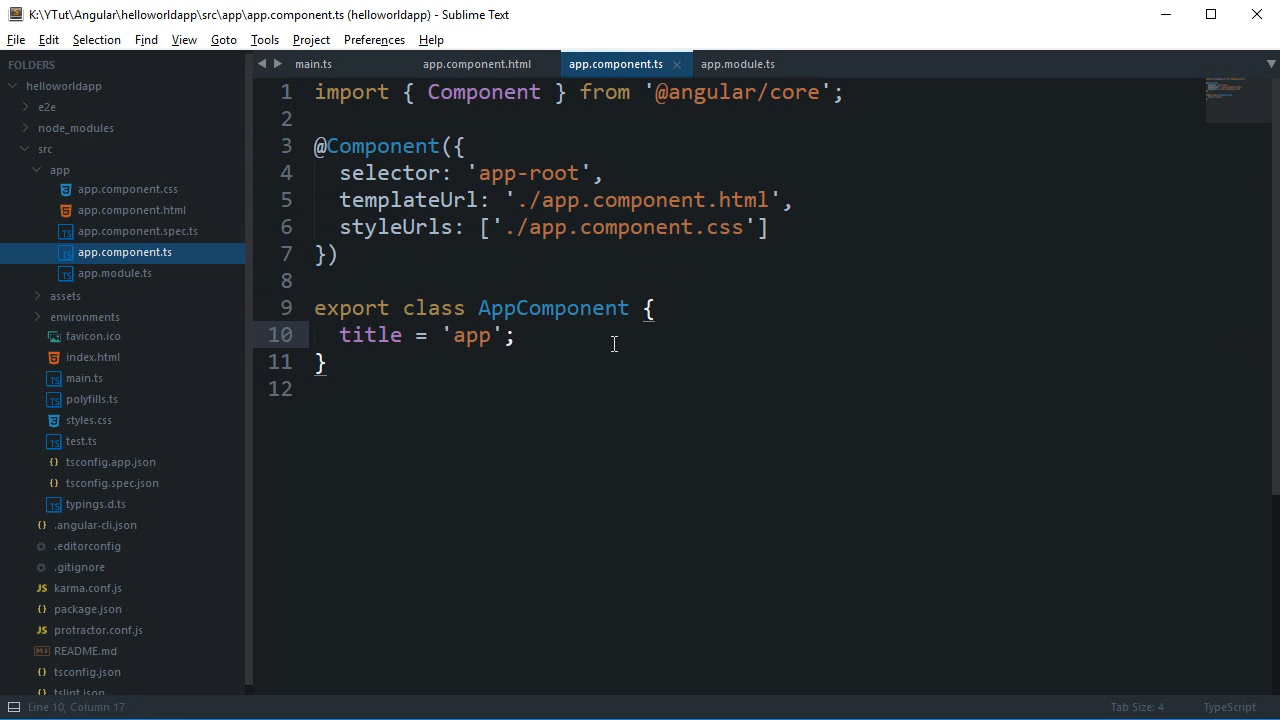 K:\YTut\Angular\helloworldapp\src\app\app.component.ts (helloworldapp) - Sublime Text
File Edit Selection Find View Goto Tools Project Preferences Help
FOLDERS
helloworldapp
e2e
node_modules
src
app
app.component.css
app.component.html
app.component.spec.ts
app.component.ts
app.module.ts
assets
environments
favicon.ico
index.html
main.ts
polyfills.ts
styles.css
test.ts
tsconfig.app.json
tsconfig.spec.json
typings.d.ts
.angular-cli.json
.editorconfig
.gitignore
karma.conf.js
package.json
protractor.conf.js
README.md
tsconfig.json
tslint.json
main.ts app.component.html app.component.ts app.module.ts
1 import { Component } from '@angular/core';
2
3 @Component({
4 selector: 'app-root',
5 templateUrl: './app.component.html',
6 styleUrls: ['./app.component.css']
7 })
8
9 export class AppComponent {
10 title = 'app';
11 }
12
Line 10, Column 17 Tab Size: 4 TypeScript